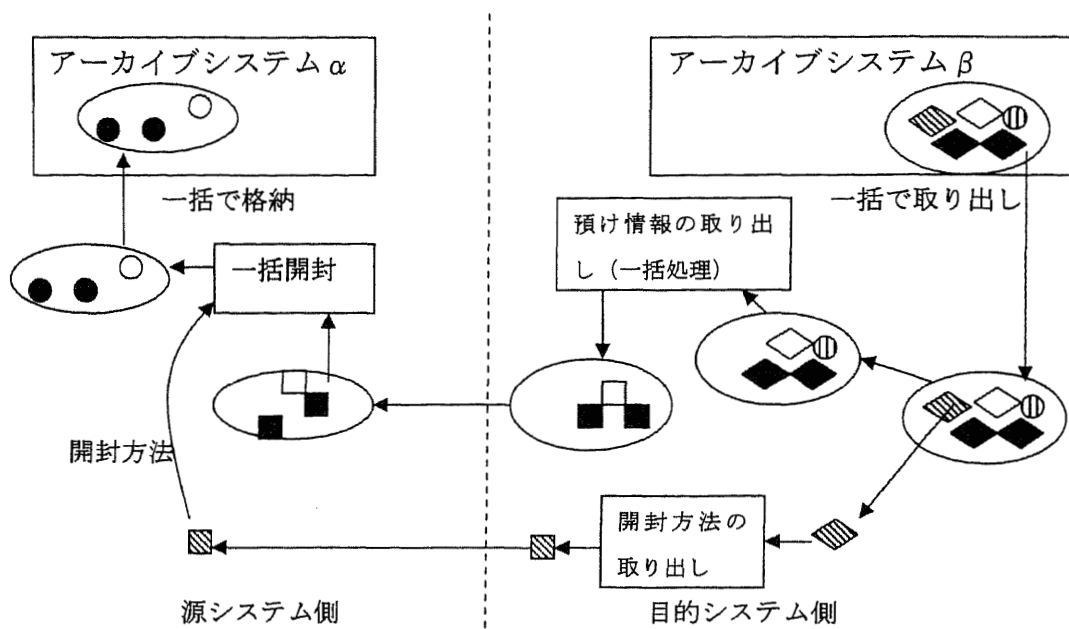 アーカイブシステムα
アーカイブシステムβ
一括で格納
一括で取り出し
預け情報の取り出
し（一括処理）
一括開封
開封方法
開封方法の
取り出し
源システム側
目的システム側